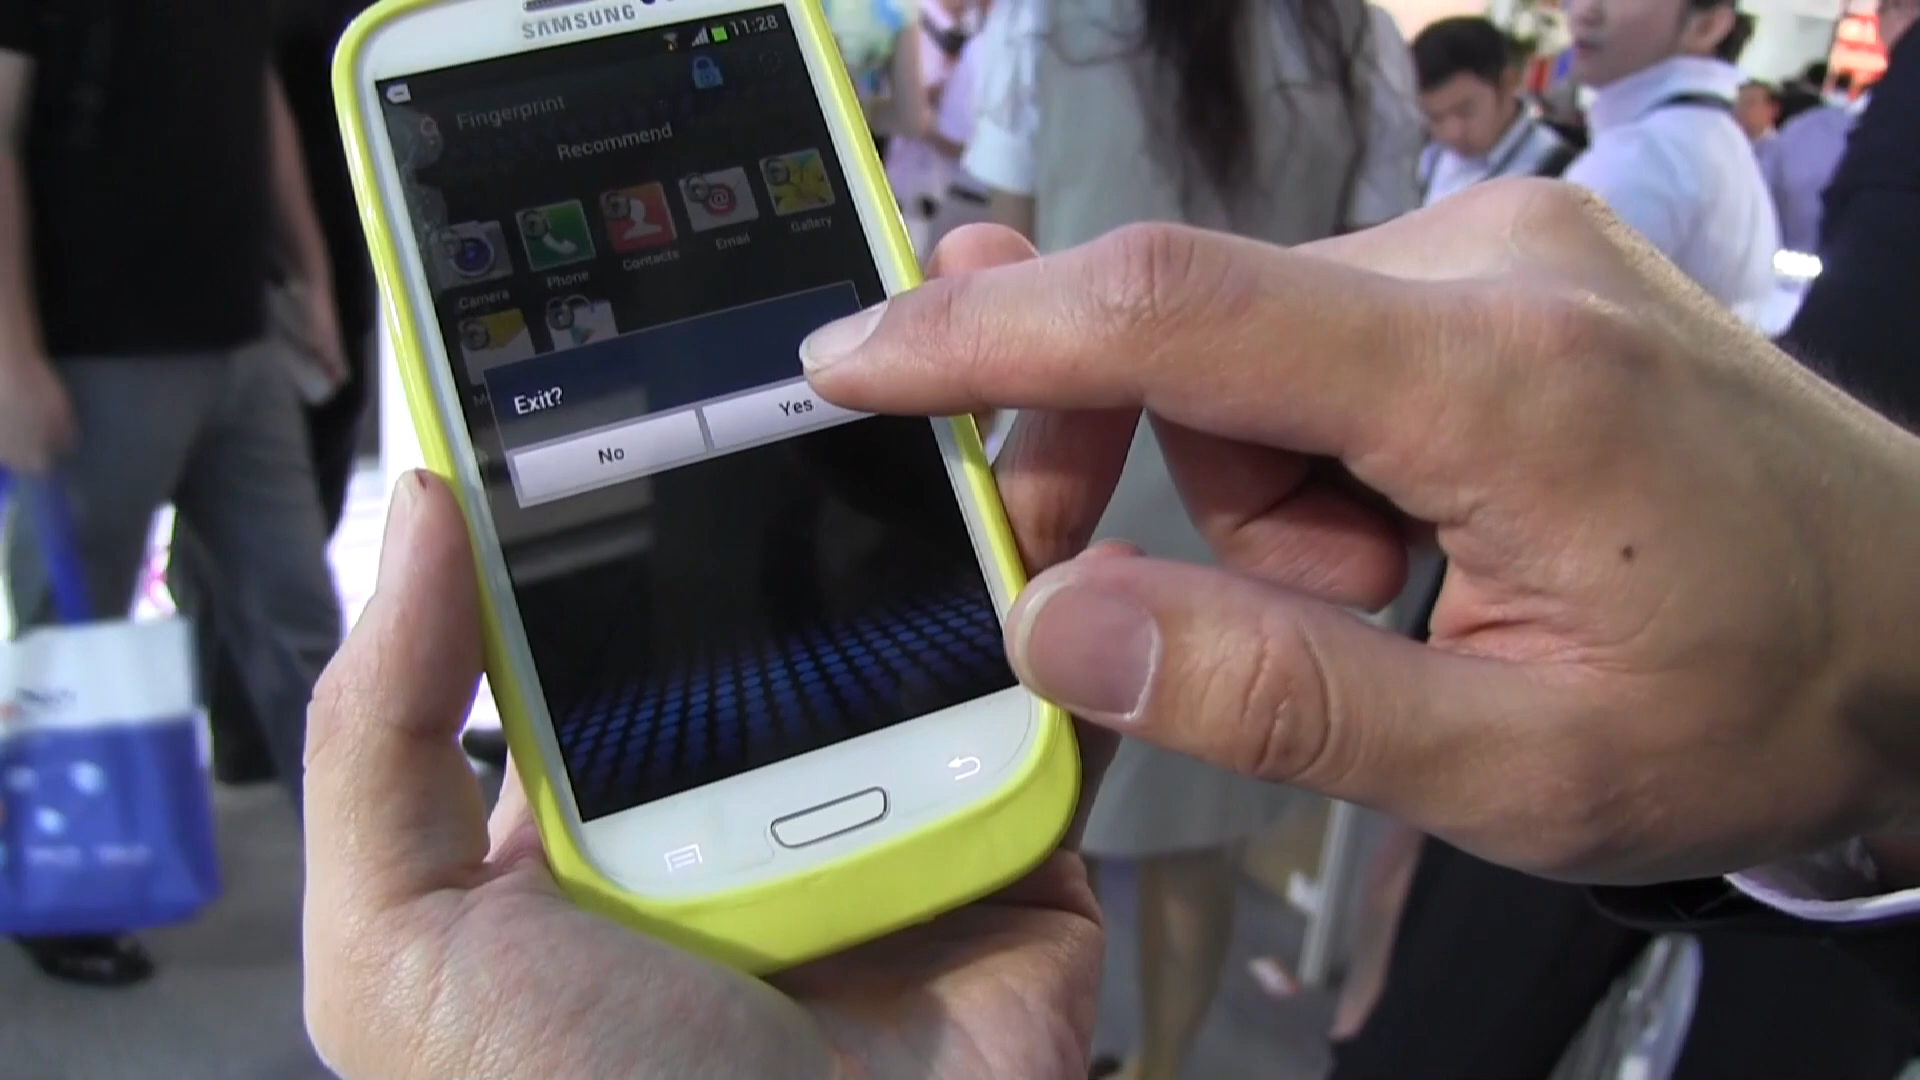 SAMSUNG
11:28
Fingerprint
Recommend
Camera
Phone
Contacts
Email
Gallery
Exit?
No
Yes